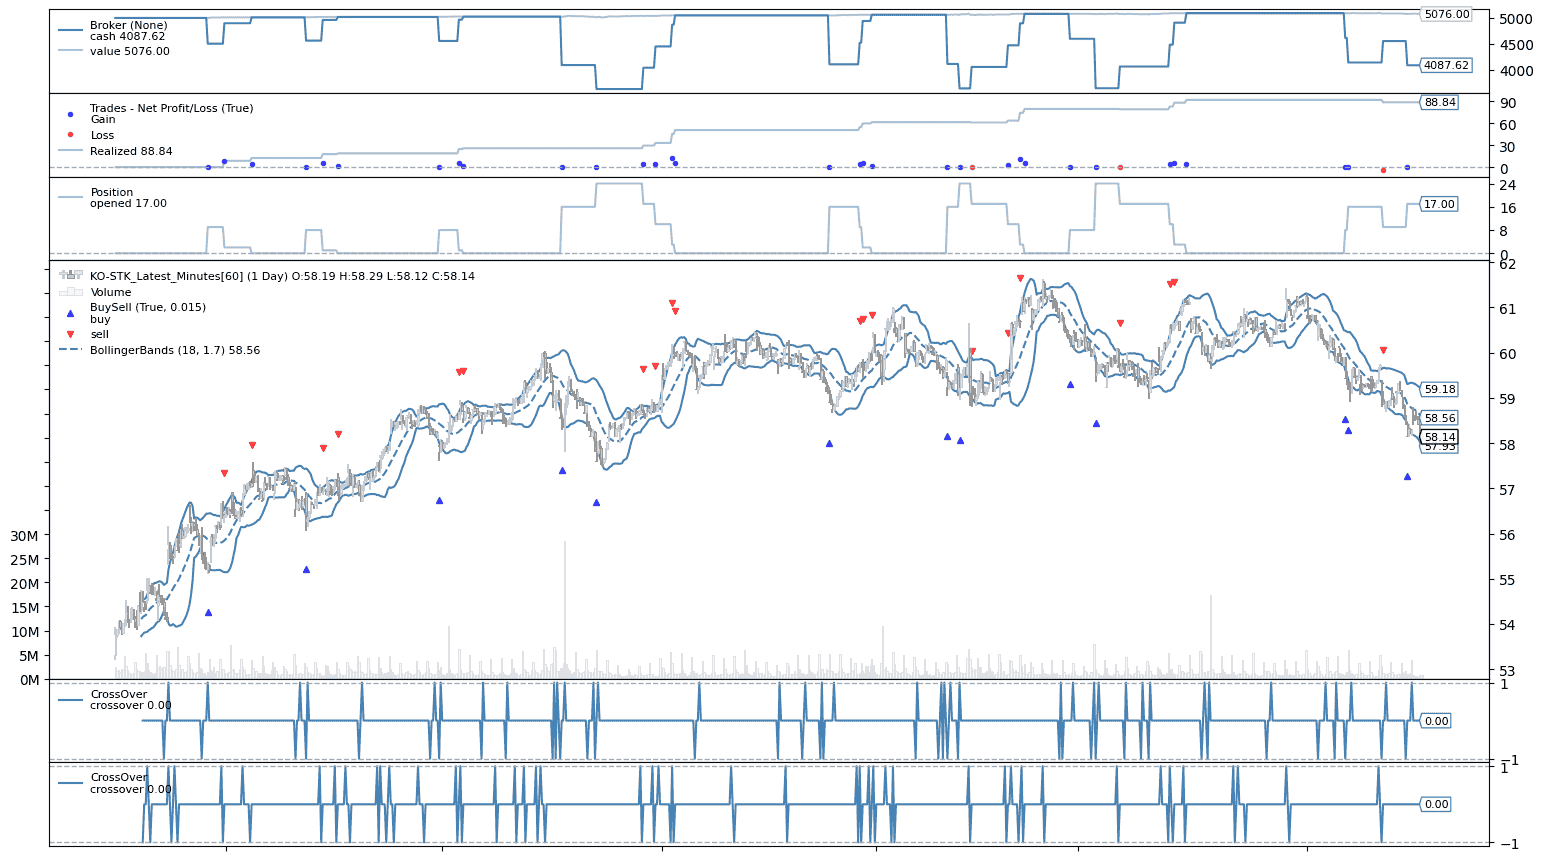 Broker (None)
cash 4087.62
value 5076.00
5076.00
5000
4500
4087.62
4000
Trades - Net Profit/Loss (True)
Gain
Loss
Realized 88.84
88.84
90
60
30
0
Position
opened 17.00
24
17.00
16
8
0
KO-STK_Latest_Minutes[60] (1 Day) O:58.19 H:58.29 L:58.12 C:58.14
Volume
BuySell (True, 0.015)
buy
sell
BollingerBands (18, 1.7) 58.56
62
61
60
59.18
59
58.56
58.14
57.93
58
57
56
55
54
53
30M
25M
20M
15M
10M
5M
0M
CrossOver
crossover 0.00
1
0.00
−1
CrossOver
crossover 0.00
1
0.00
−1